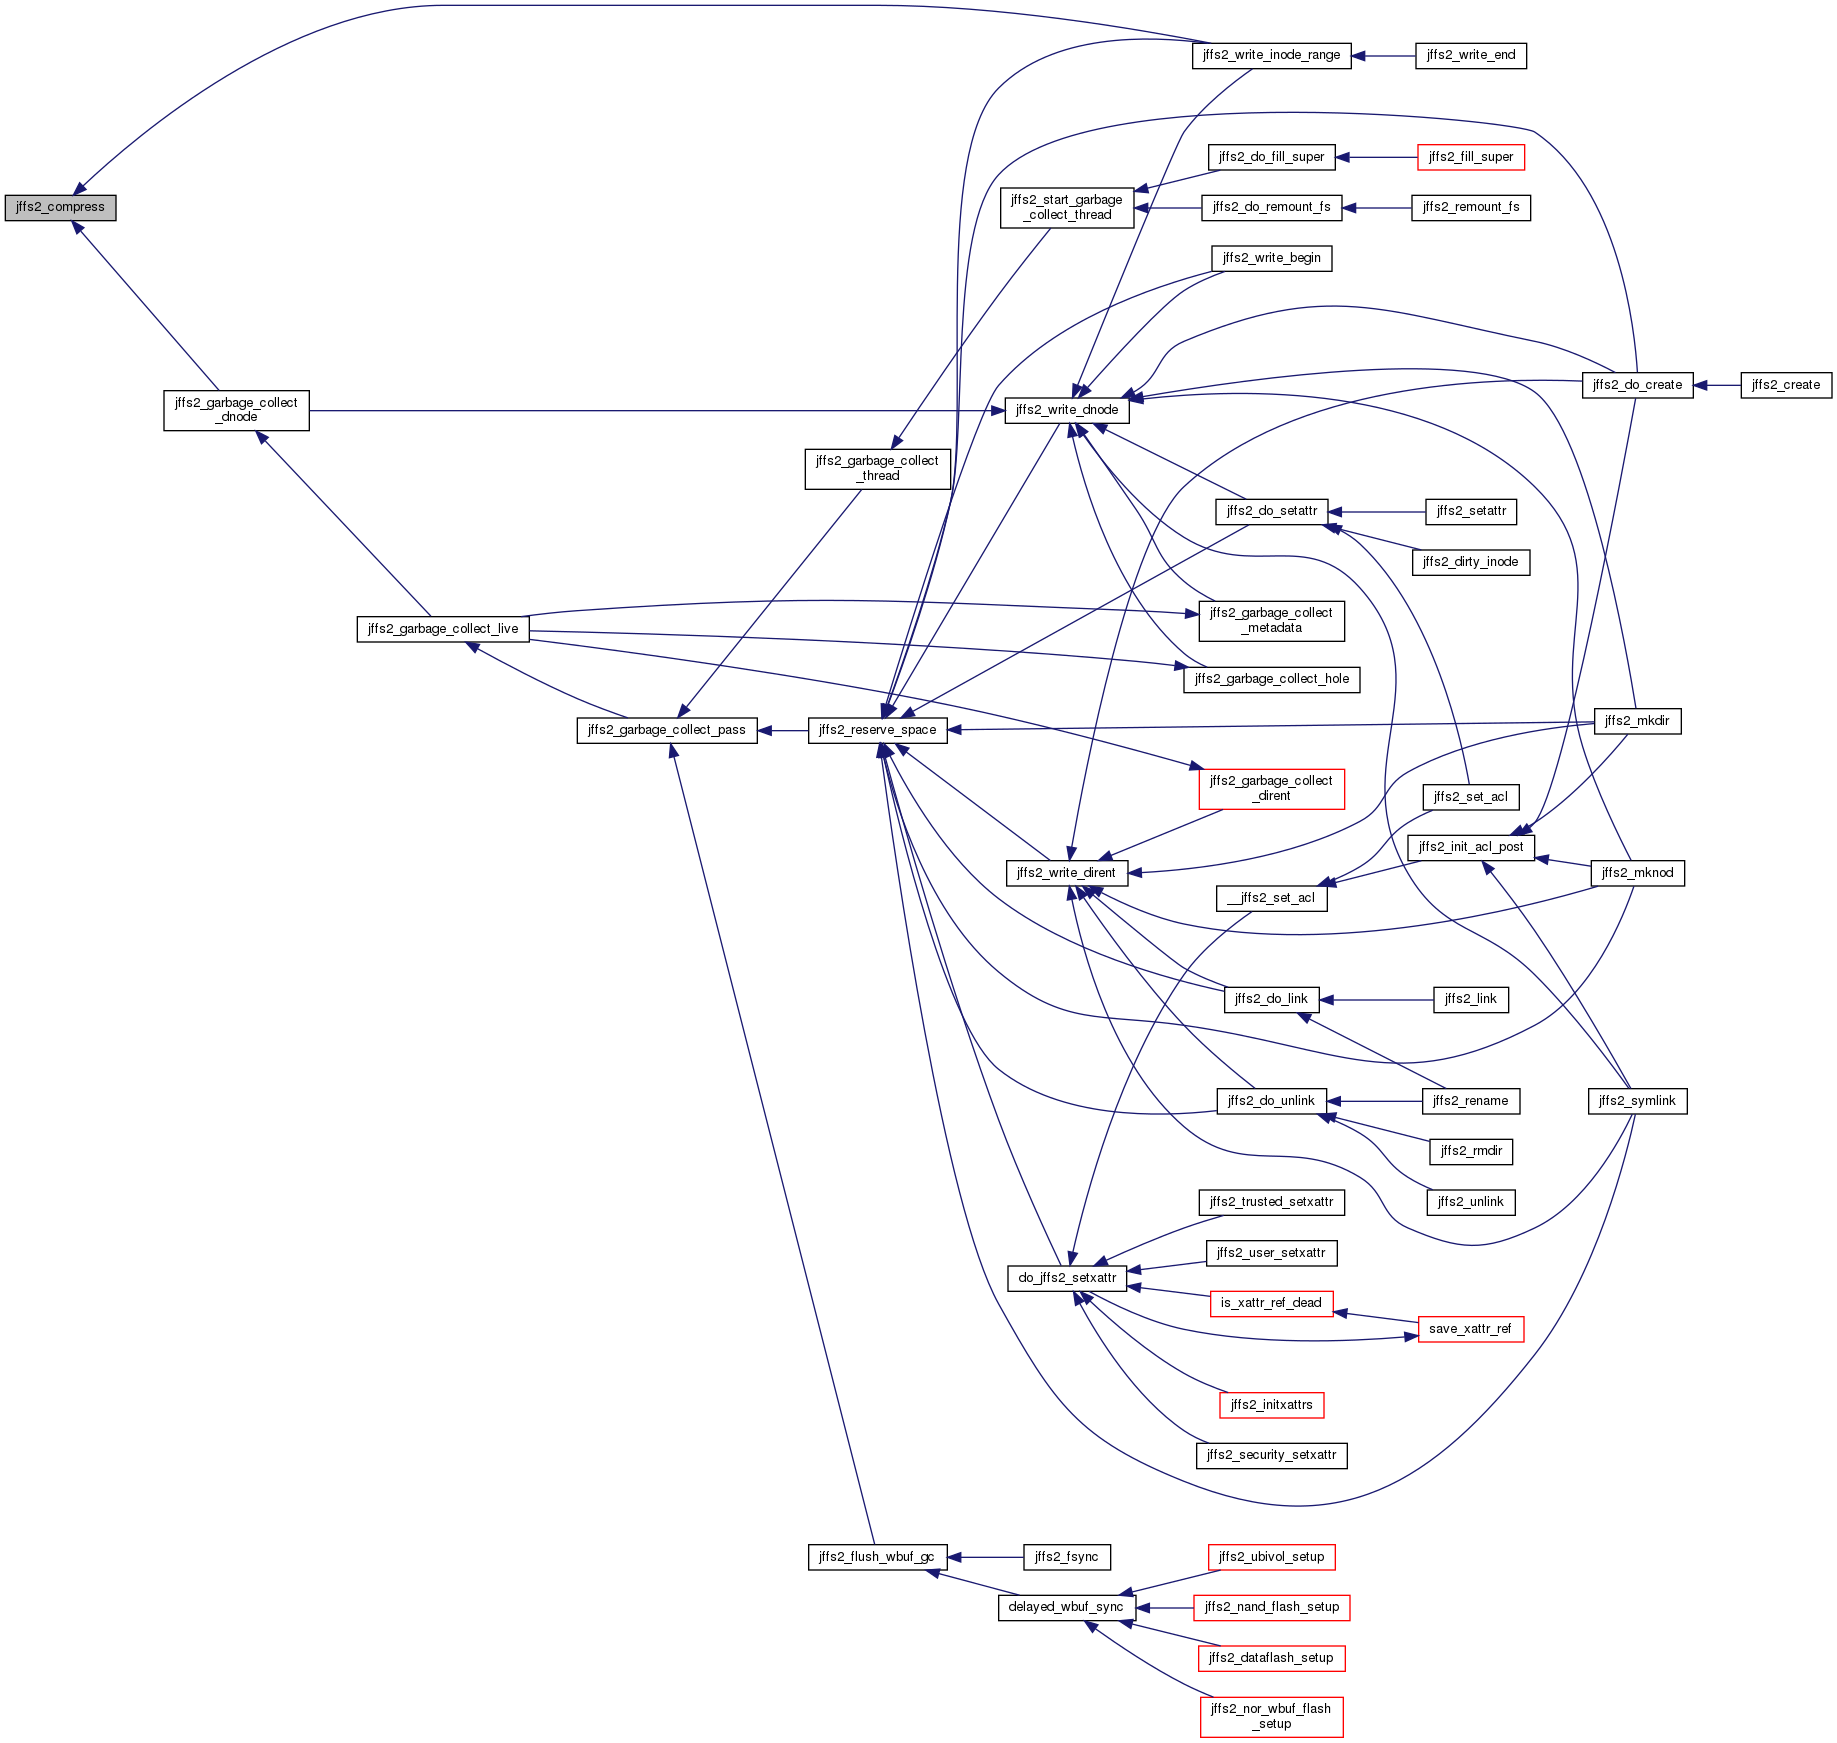 jffs2_compress
jffs2_garbage_collect
_dnode
jffs2_garbage_collect_live
jffs2_garbage_collect_pass
jffs2_garbage_collect
_thread
jffs2_reserve_space
jffs2_flush_wbuf_gc
jffs2_start_garbage
_collect_thread
jffs2_write_dnode
jffs2_write_dirent
do_jffs2_setxattr
jffs2_fsync
delayed_wbuf_sync
jffs2_write_inode_range
jffs2_do_fill_super
jffs2_do_remount_fs
jffs2_write_begin
jffs2_do_setattr
jffs2_garbage_collect
_metadata
jffs2_garbage_collect_hole
jffs2_garbage_collect
_dirent
__jffs2_set_acl
jffs2_do_link
jffs2_do_unlink
jffs2_trusted_setxattr
jffs2_user_setxattr
is_xattr_ref_dead
jffs2_initxattrs
jffs2_security_setxattr
jffs2_ubivol_setup
jffs2_nand_flash_setup
jffs2_dataflash_setup
jffs2_nor_wbuf_flash
_setup
jffs2_write_end
jffs2_fill_super
jffs2_remount_fs
jffs2_setattr
jffs2_dirty_inode
jffs2_set_acl
jffs2_init_acl_post
jffs2_link
jffs2_rename
jffs2_rmdir
jffs2_unlink
save_xattr_ref
jffs2_do_create
jffs2_mkdir
jffs2_mknod
jffs2_symlink
jffs2_create